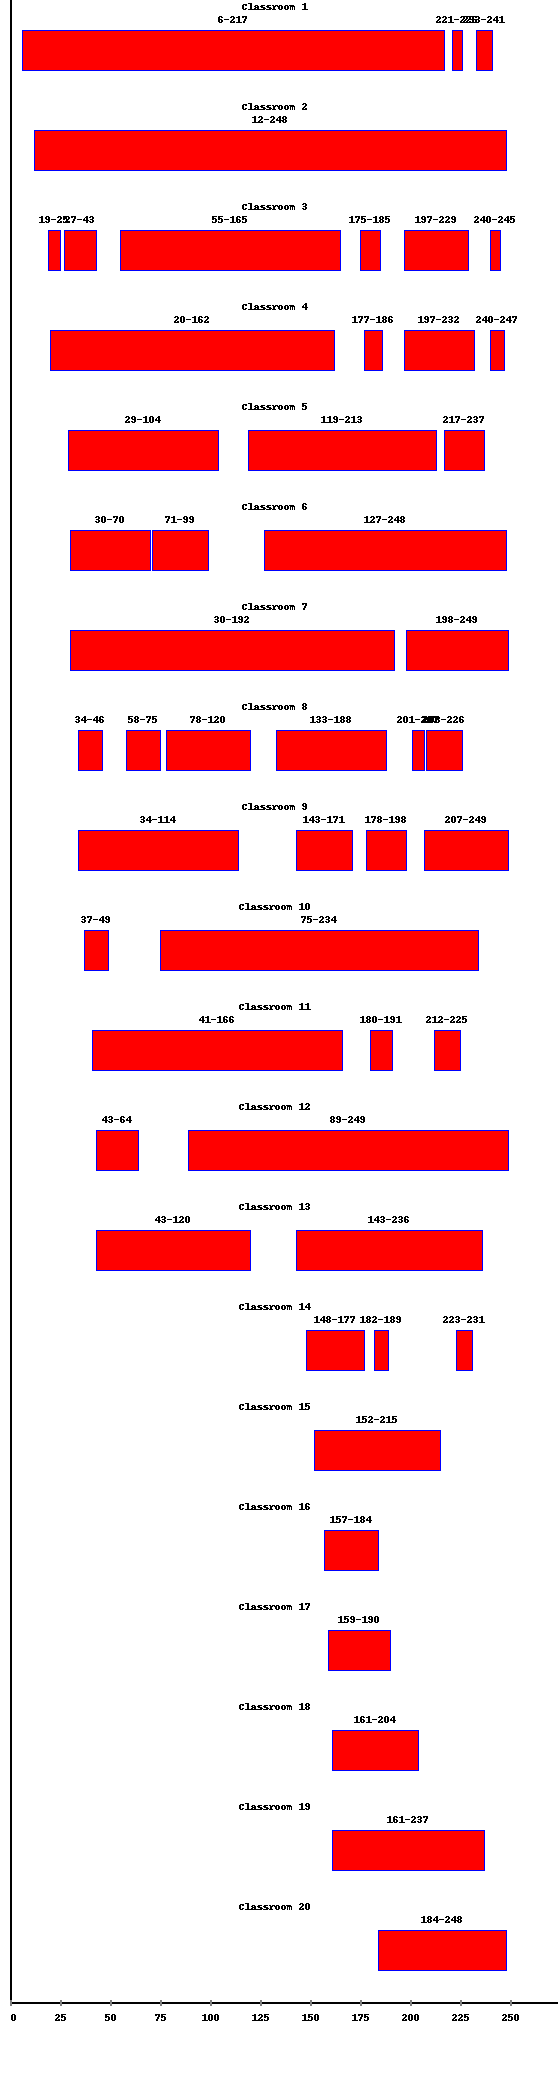 Classroom 1
6-217 221-226 233-241
Classroom 2
12-248
Classroom 3
19-25 27-43 55-165 175-185 197-229 240-245
Classroom 4
20-162 177-186 197-232 240-247
Classroom 5
29-104 119-213 217-237
Classroom 6
30-70 71-99 127-248
Classroom 7
30-192 198-249
Classroom 8
34-46 58-75 78-120 133-188 201-207 208-226
Classroom 9
34-114 143-171 178-198 207-249
Classroom 10
37-49 75-234
Classroom 11
41-166 180-191 212-225
Classroom 12
43-64 89-249
Classroom 13
43-120 143-236
Classroom 14
148-177 182-189 223-231
Classroom 15
152-215
Classroom 16
157-184
Classroom 17
159-190
Classroom 18
161-204
Classroom 19
161-237
Classroom 20
184-248
0 25 50 75 100 125 150 175 200 225 250